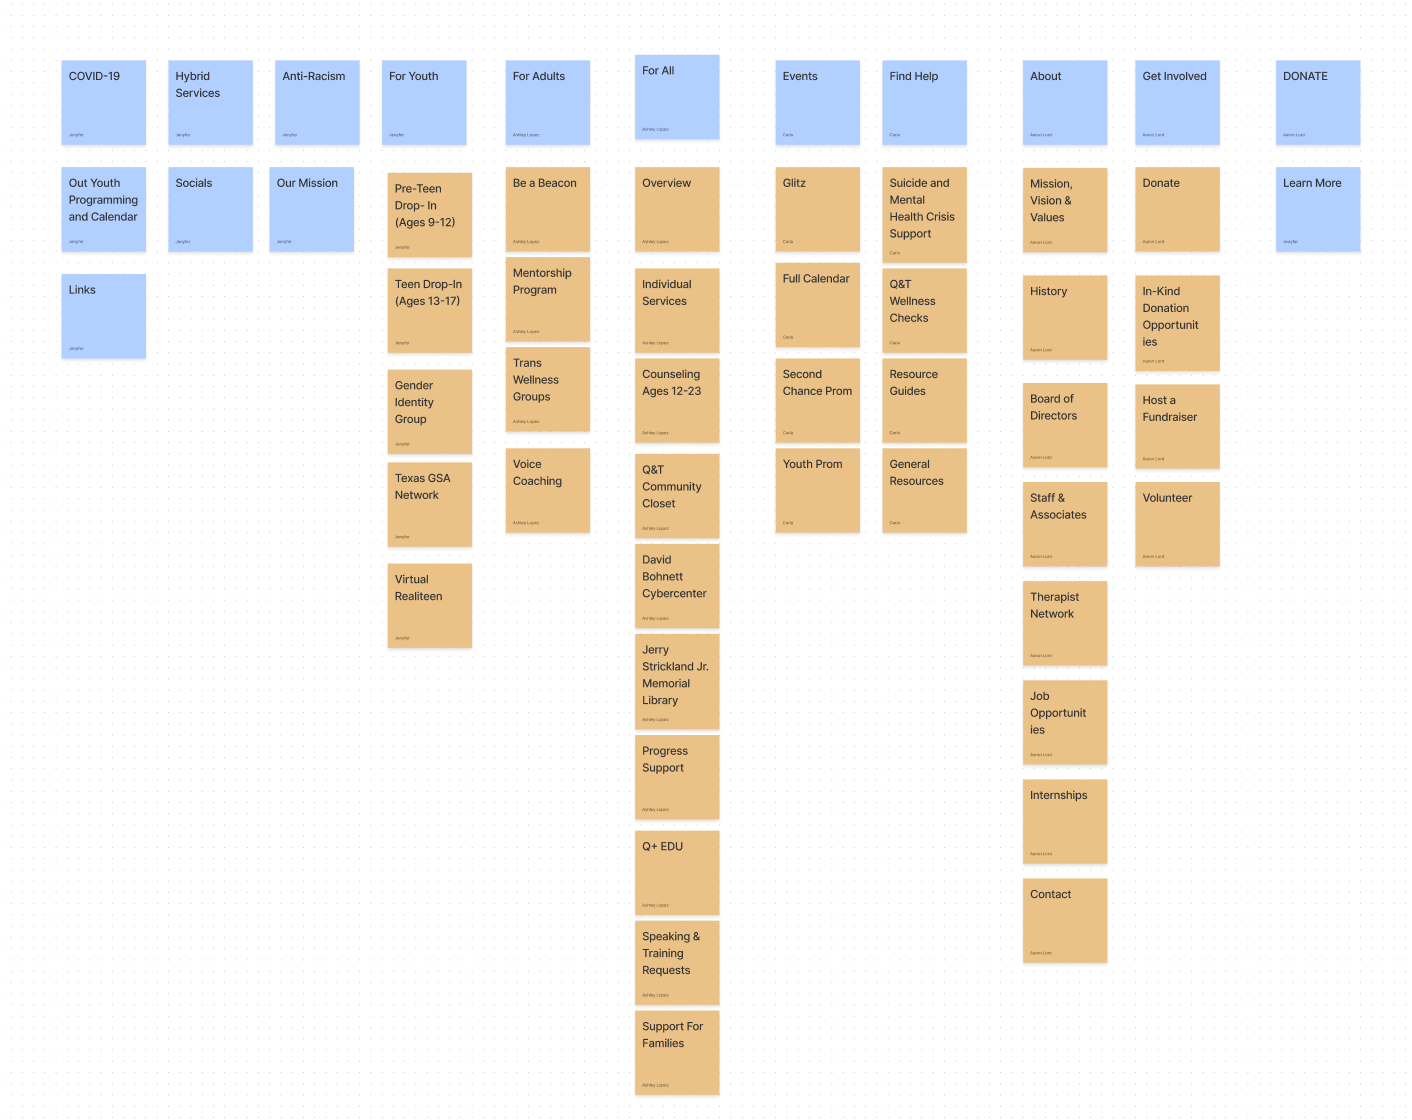 COVID-19
Jenyfer
Hybrid
Services
Jenyfer
Anti-Racism
Jenyfer
For Youth
Jenyfer
For Adults
Ashley Lopez
For All
Ashley Lopez
Events
Carla
Find Help
Carla
About
Aaron Lord
Get Involved
Aaron Lord
DONATE
Aaron Lord
Out Youth
Programming
and Calendar
Jenyfer
Links
Jenyfer
Socials
Jenyfer
Our Mission
Jenyfer
Pre-Teen
Drop- In
(Ages 9-12)
Jenyfer
Teen Drop-In
(Ages 13-17)
Jenyfer
Gender
Identity
Group
Jenyfer
Texas GSA
Network
Jenyfer
Virtual
Realiteen
Jenyfer
Be a Beacon
Ashley Lopez
Mentorship
Program
Ashley Lopez
Trans
Wellness
Groups
Ashley Lopez
Voice
Coaching
Ashley Lopez
Overview
Ashley Lopez
Individual
Services
Ashley Lopez
Counseling
Ages 12-23
Ashley Lopez
Q&T
Community
Closet
Ashley Lopez
David
Bohnett
Cybercenter
Ashley Lopez
Jerry
Strickland Jr.
Memorial
Library
Ashley Lopez
Progress
Support
Ashley Lopez
Q+ EDU
Ashley Lopez
Speaking &
Training
Requests
Ashley Lopez
Support For
Families
Ashley Lopez
Glitz
Carla
Full Calendar
Carla
Second
Chance Prom
Carla
Youth Prom
Carla
Suicide and
Mental
Health Crisis
Support
Carla
Q&T
Wellness
Checks
Carla
Resource
Guides
Carla
General
Resources
Carla
Mission,
Vision &
Values
Aaron Lord
History
Aaron Lord
Board of
Directors
Aaron Lord
Staff &
Associates
Aaron Lord
Therapist
Network
Aaron Lord
Job
Opportunit
ies
Aaron Lord
Internships
Aaron Lord
Contact
Aaron Lord
Donate
Aaron Lord
In-Kind
Donation
Opportunit
ies
Aaron Lord
Host a
Fundraiser
Aaron Lord
Volunteer
Aaron Lord
Learn More
Jenyfer